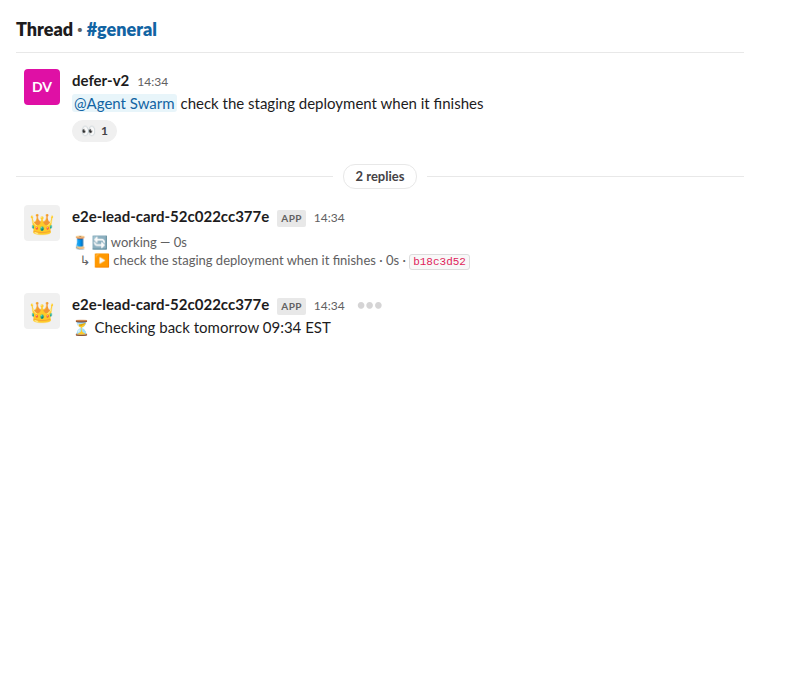 Thread • #general
DV
defer-v2 14:34
@Agent Swarm check the staging deployment when it finishes
👀 1
2 replies
e2e-lead-card-52c022cc377e APP 14:34
🧵 🔄 working — 0s
↳ ▶️ check the staging deployment when it finishes · 0s · b18c3d52
e2e-lead-card-52c022cc377e APP 14:34
⏳ Checking back tomorrow 09:34 EST